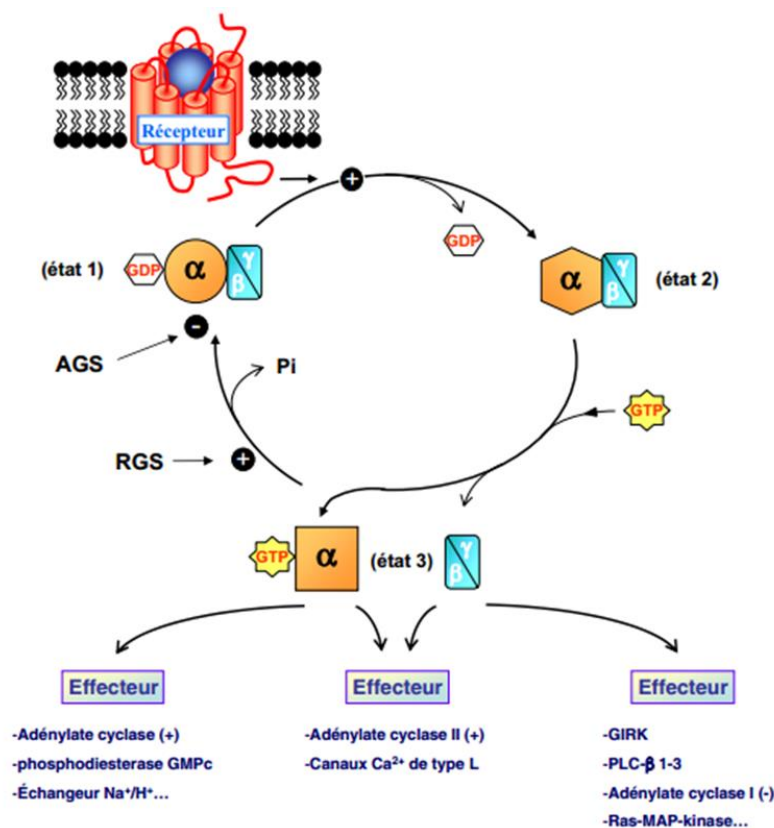 Récepteur
+
GDP
(état 1)
GDP
α
γ
β
α
γ
β
(état 2)
-
AGS
Pi
GTP
RGS
+
GTP
α
(état 3)
γ
β
Effecteur
-Adénylate cyclase (+)
-phosphodiesterase GMPc
-Échangeur Na⁺/H⁺...
Effecteur
-Adénylate cyclase II (+)
-Canaux Ca²⁺ de type L
Effecteur
-GIRK
-PLC-β 1-3
-Adénylate cyclase I (-)
-Ras-MAP-kinase...